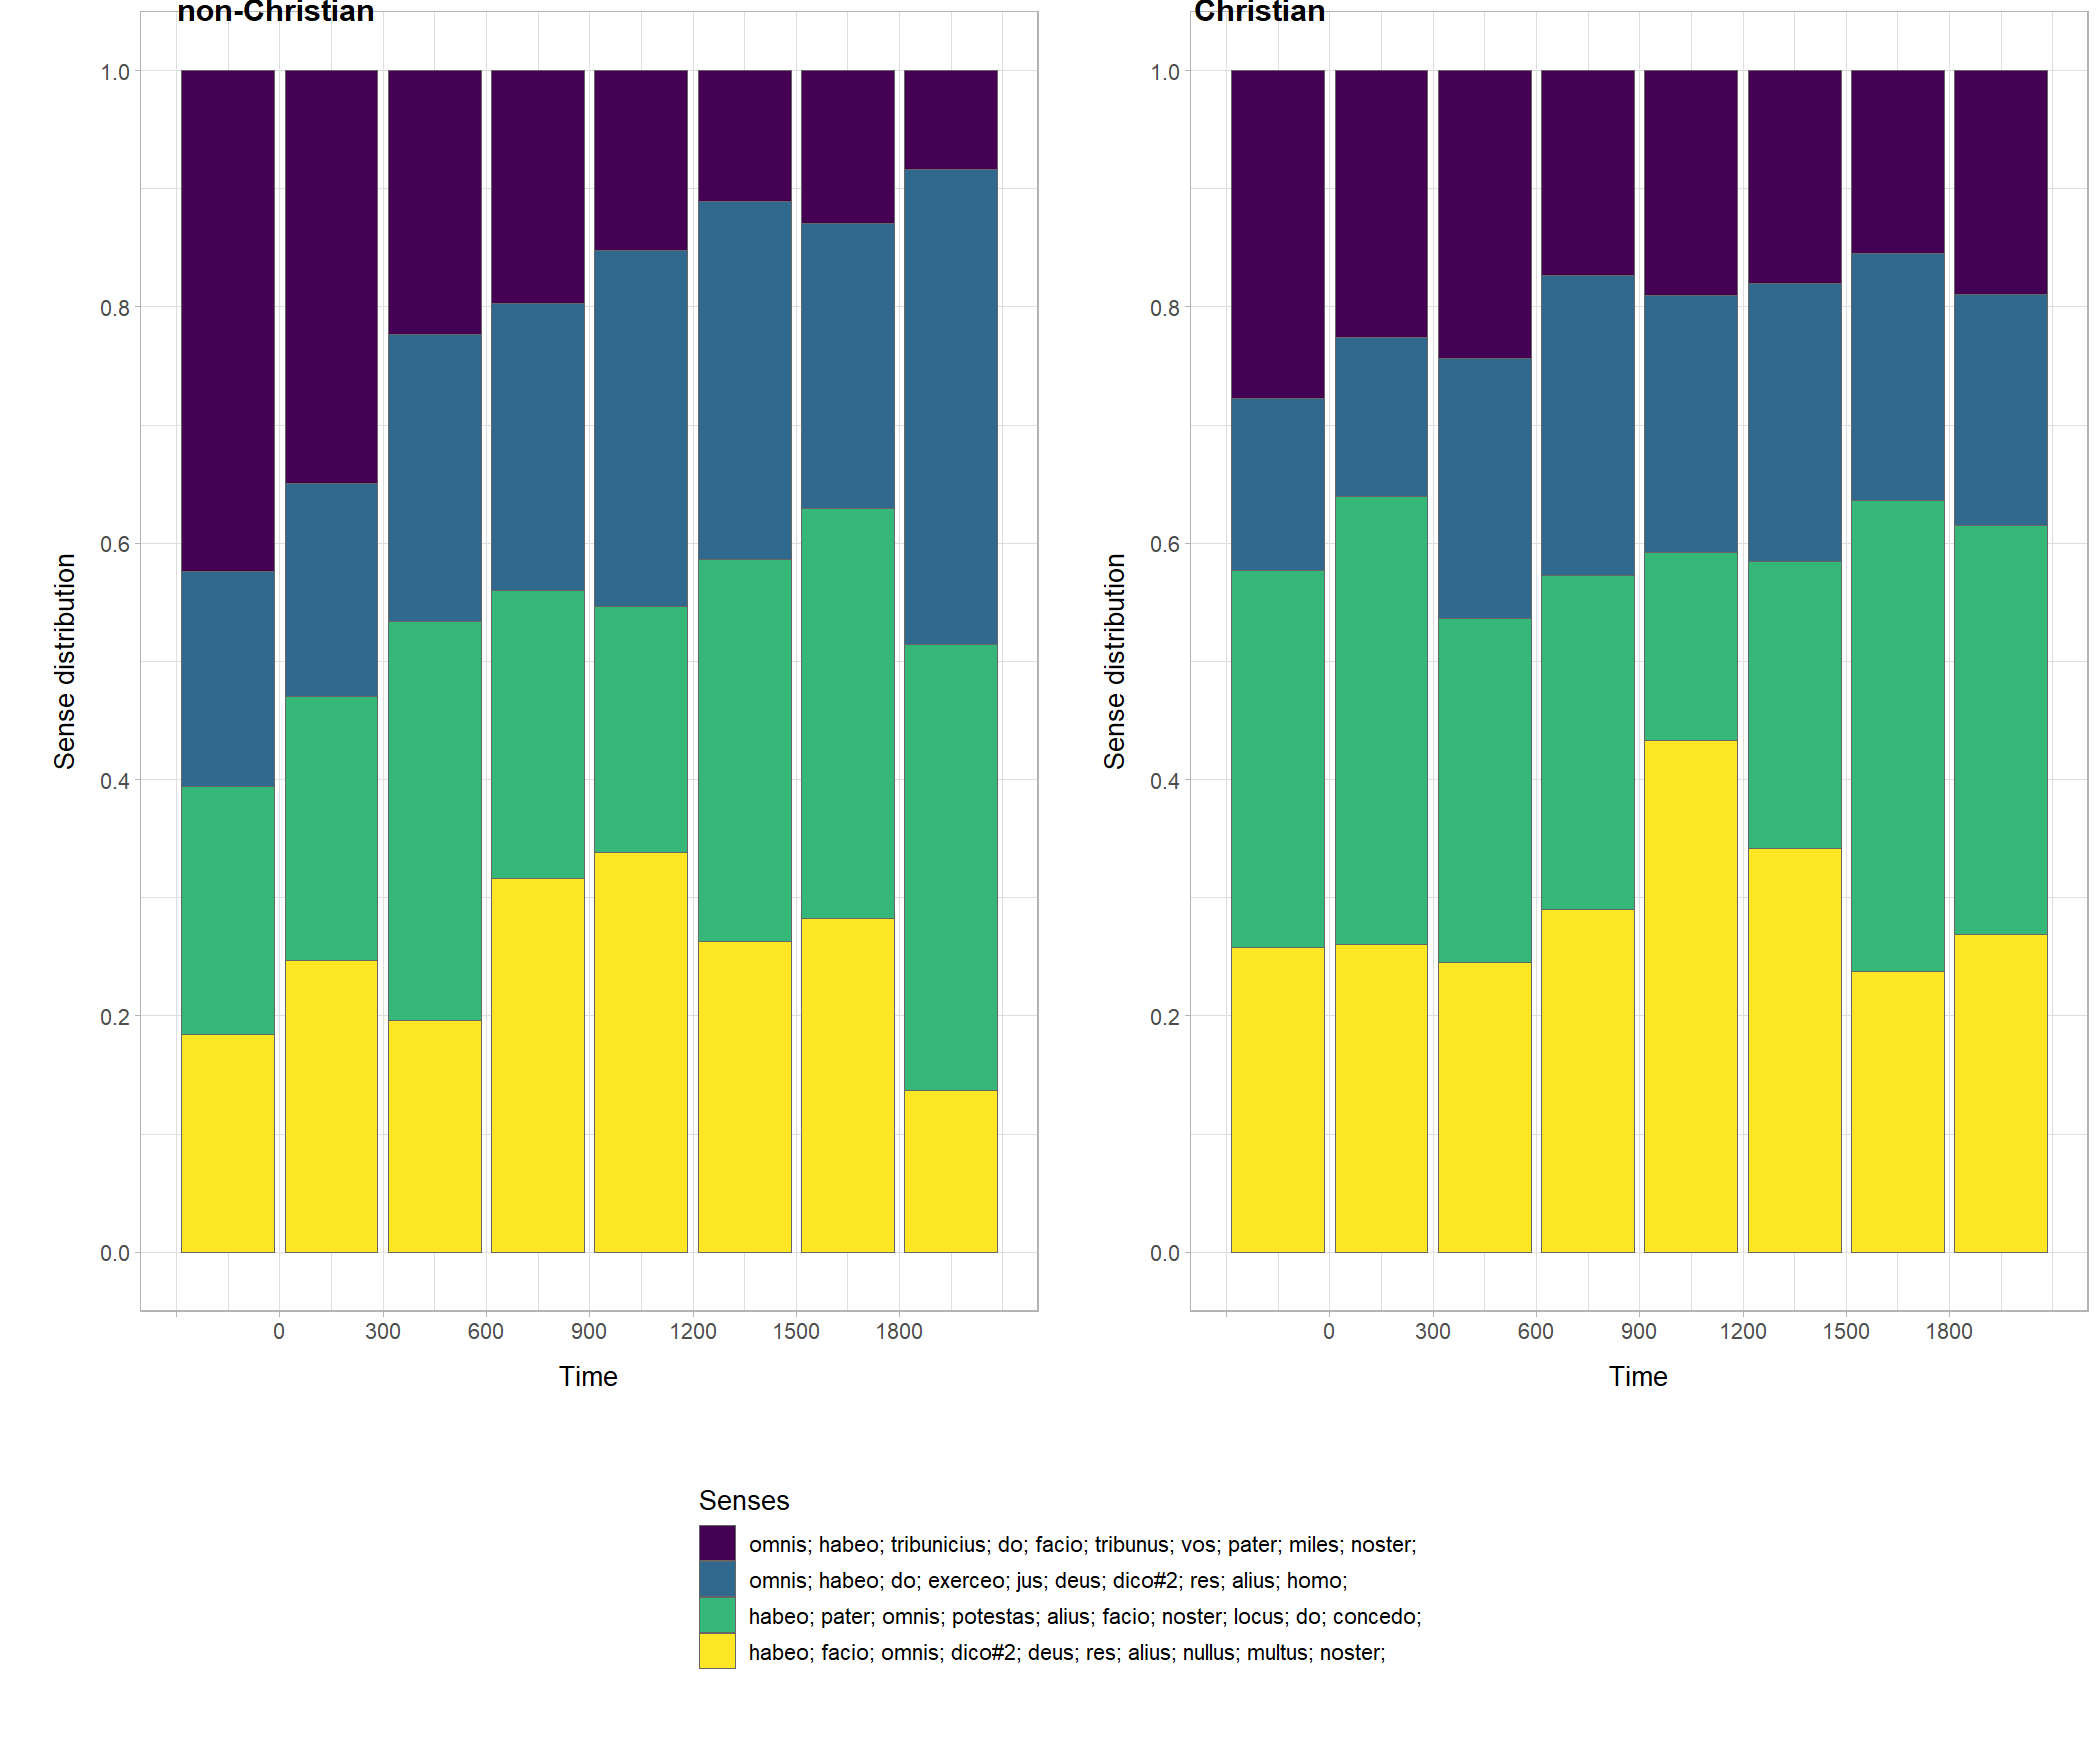 non-Christian
Christian
Sense distribution
1.0
0.8
0.6
0.4
0.2
0.0
0 300 600 900 1200 1500 1800
Time
Sense distribution
1.0
0.8
0.6
0.4
0.2
0.0
0 300 600 900 1200 1500 1800
Time
Senses
omnis; habeo; tribunicius; do; facio; tribunus; vos; pater; miles; noster;
omnis; habeo; do; exerceo; jus; deus; dico#2; res; alius; homo;
habeo; pater; omnis; potestas; alius; facio; noster; locus; do; concedo;
habeo; facio; omnis; dico#2; deus; res; alius; nullus; multus; noster;